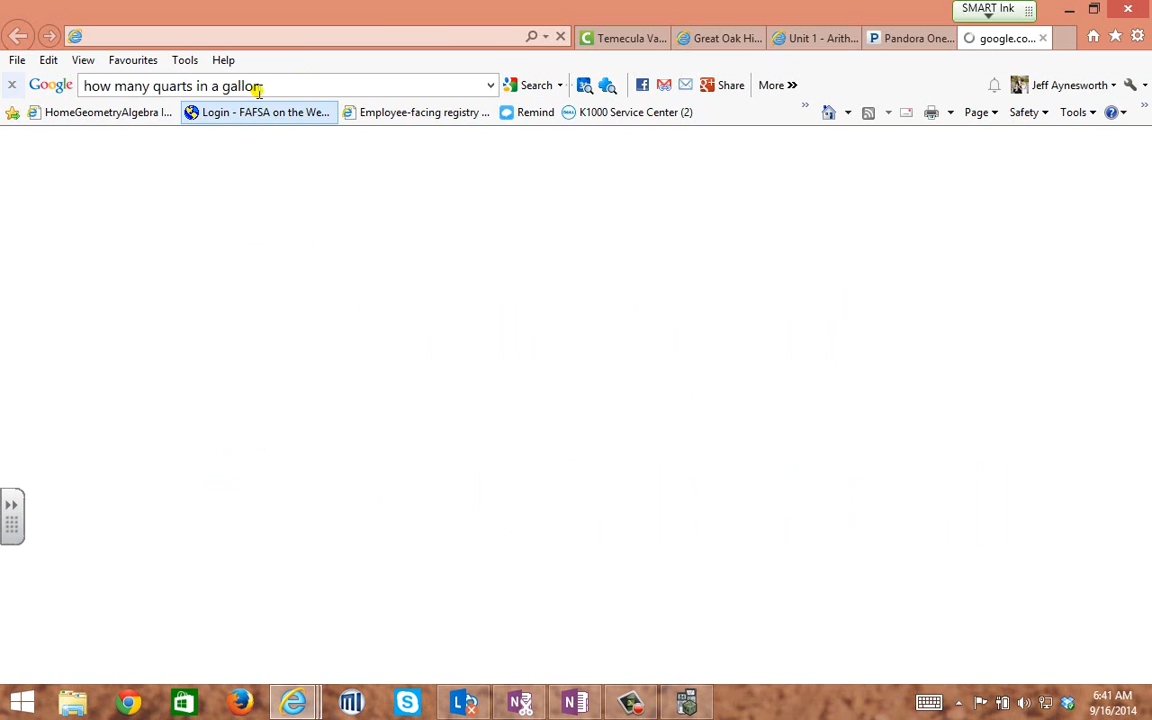 SMART Ink
Temecula Va... Great Oak Hi... Unit 1 - Arith... Pandora One... google.co...
File Edit View Favourites Tools Help
Google how many quarts in a gallon Search Share More » Jeff Aynesworth
HomeGeometryAlgebra I... Login - FAFSA on the We... Employee-facing registry ... Remind K1000 Service Center (2) Page Safety Tools
6:41 AM
9/16/2014